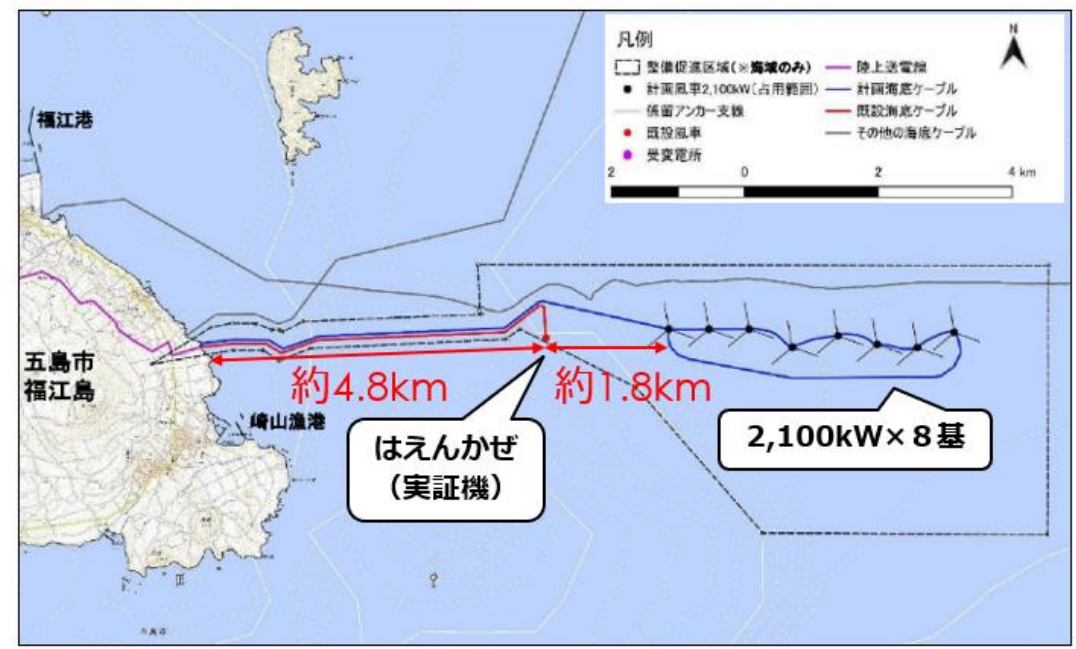 凡例
N
整備促進区域(※海域のみ)
計画風車2,100kW(占用範囲)
係留アンカー支線
既設風車
受変電所
陸上送電線
計画海底ケーブル
既設海底ケーブル
その他の海底ケーブル
2 0 2 4 km
福江港
五島市
福江島
約4.8km
約1.8km
崎山漁港
はえんかぜ
（実証機）
2,100kW×８基